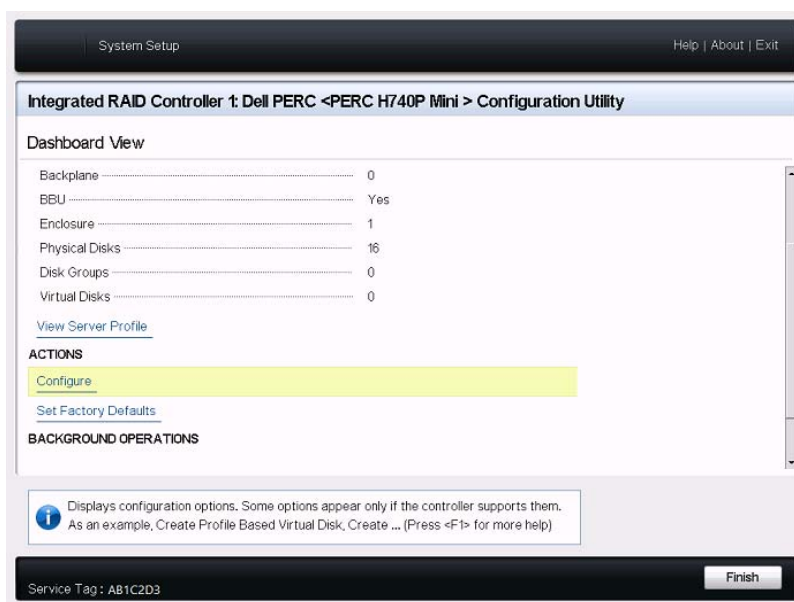 System Setup
Help | About | Exit
Integrated RAID Controller 1: Dell PERC <PERC H740P Mini > Configuration Utility
Dashboard View
Backplane 0
BBU Yes
Enclosure 1
Physical Disks 16
Disk Groups 0
Virtual Disks 0
View Server Profile
ACTIONS
Configure
Set Factory Defaults
BACKGROUND OPERATIONS
Displays configuration options. Some options appear only if the controller supports them.
As an example, Create Profile Based Virtual Disk, Create ... (Press <F1> for more help)
Finish
Service Tag : AB1C2D3